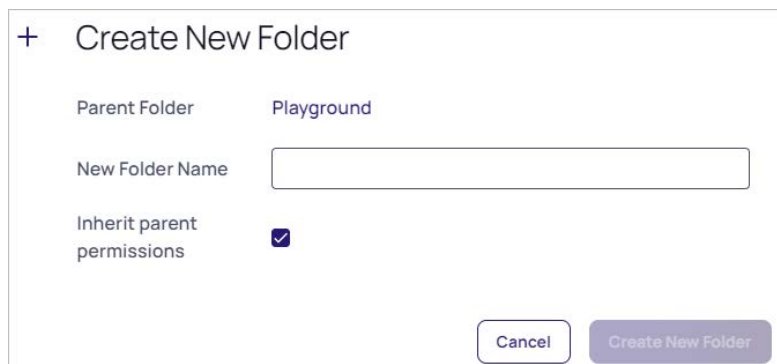 + Create New Folder
Parent Folder Playground
New Folder Name
Inherit parent
permissions
Cancel Create New Folder